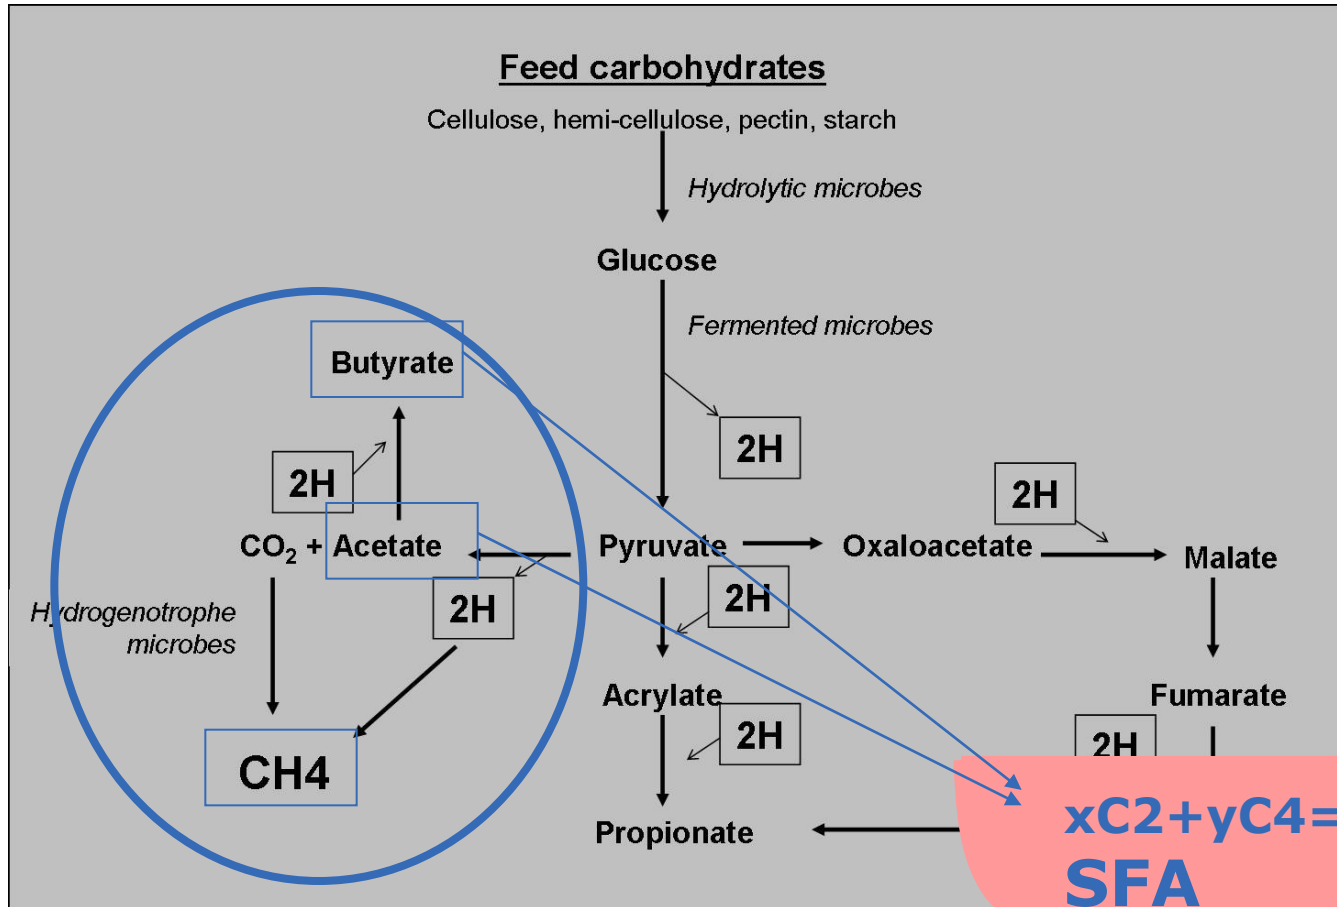 Feed carbohydrates
Cellulose, hemi-cellulose, pectin, starch
Hydrolytic microbes
Glucose
Fermented microbes
Butyrate
2H
2H
2H
CO₂ + Acetate
Pyruvate
Oxaloacetate
Malate
2H
2H
Hydrogenotrophe
microbes
Acrylate
Fumarate
2H
2H
CH4
Propionate
xC2+yC4=
SFA